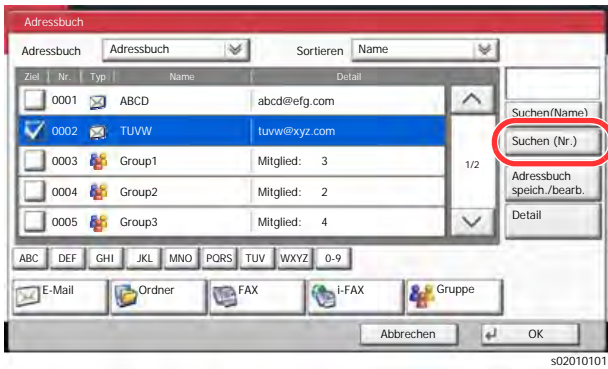 Adressbuch
Adressbuch Adressbuch Sortieren Name
Ziel Nr. Typ Name Detail
0001 ABCD abc​d@efg.com
0002 TUVW tuvw@xyz.com
0003 Group1 Mitglied: 3
0004 Group2 Mitglied: 2
0005 Group3 Mitglied: 4
1/2
Suchen(Name)
Suchen (Nr.)
Adressbuch
speich./bearb.
Detail
ABC DEF GHI JKL MNO PQRS TUV WXYZ 0-9
E-Mail Ordner FAX i-FAX Gruppe
Abbrechen OK
s02010101